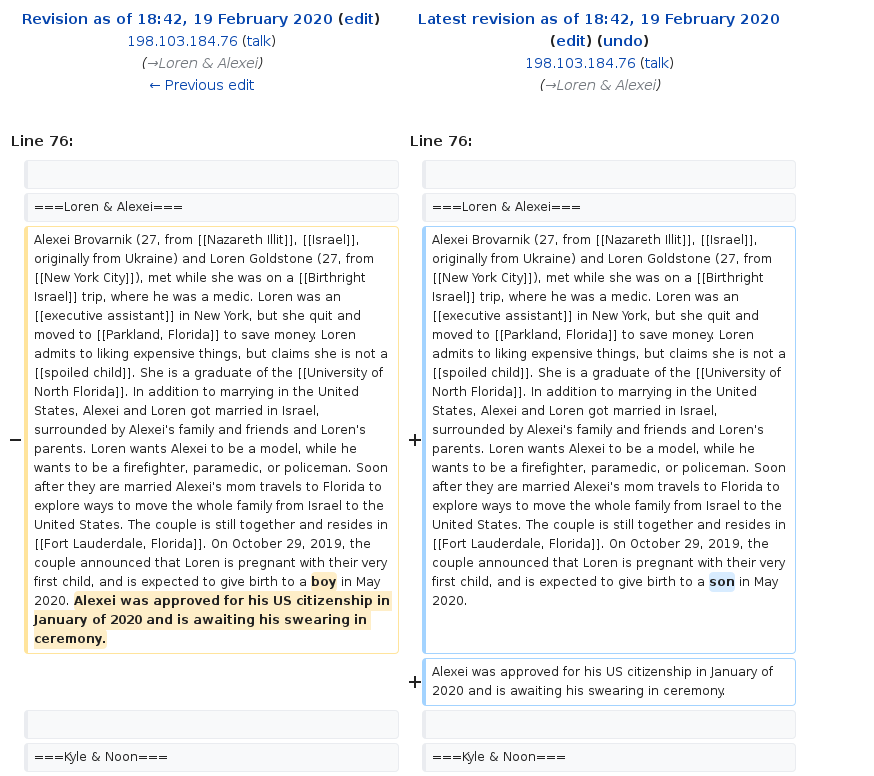 Revision as of 18:42, 19 February 2020 (edit)
198.103.184.76 (talk)
(→Loren & Alexei)
← Previous edit
Latest revision as of 18:42, 19 February 2020
(edit) (undo)
198.103.184.76 (talk)
(→Loren & Alexei)
Line 76:
Line 76:
===Loren & Alexei===
===Loren & Alexei===
−
Alexei Brovarnik (27, from [[Nazareth Illit]], [[Israel]],
originally from Ukraine) and Loren Goldstone (27, from
[[New York City]]), met while she was on a [[Birthright
Israel]] trip, where he was a medic. Loren was an
[[executive assistant]] in New York, but she quit and
moved to [[Parkland, Florida]] to save money. Loren
admits to liking expensive things, but claims she is not a
[[spoiled child]]. She is a graduate of the [[University of
North Florida]]. In addition to marrying in the United
States, Alexei and Loren got married in Israel,
surrounded by Alexei's family and friends and Loren's
parents. Loren wants Alexei to be a model, while he
wants to be a firefighter, paramedic, or policeman. Soon
after they are married Alexei's mom travels to Florida to
explore ways to move the whole family from Israel to the
United States. The couple is still together and resides in
[[Fort Lauderdale, Florida]]. On October 29, 2019, the
couple announced that Loren is pregnant with their very
first child, and is expected to give birth to a boy in May
2020. Alexei was approved for his US citizenship in
January of 2020 and is awaiting his swearing in
ceremony.
+
Alexei Brovarnik (27, from [[Nazareth Illit]], [[Israel]],
originally from Ukraine) and Loren Goldstone (27, from
[[New York City]]), met while she was on a [[Birthright
Israel]] trip, where he was a medic. Loren was an
[[executive assistant]] in New York, but she quit and
moved to [[Parkland, Florida]] to save money. Loren
admits to liking expensive things, but claims she is not a
[[spoiled child]]. She is a graduate of the [[University of
North Florida]]. In addition to marrying in the United
States, Alexei and Loren got married in Israel,
surrounded by Alexei's family and friends and Loren's
parents. Loren wants Alexei to be a model, while he
wants to be a firefighter, paramedic, or policeman. Soon
after they are married Alexei's mom travels to Florida to
explore ways to move the whole family from Israel to the
United States. The couple is still together and resides in
[[Fort Lauderdale, Florida]]. On October 29, 2019, the
couple announced that Loren is pregnant with their very
first child, and is expected to give birth to a son in May
2020.
+
Alexei was approved for his US citizenship in January of
2020 and is awaiting his swearing in ceremony.
===Kyle & Noon===
===Kyle & Noon===